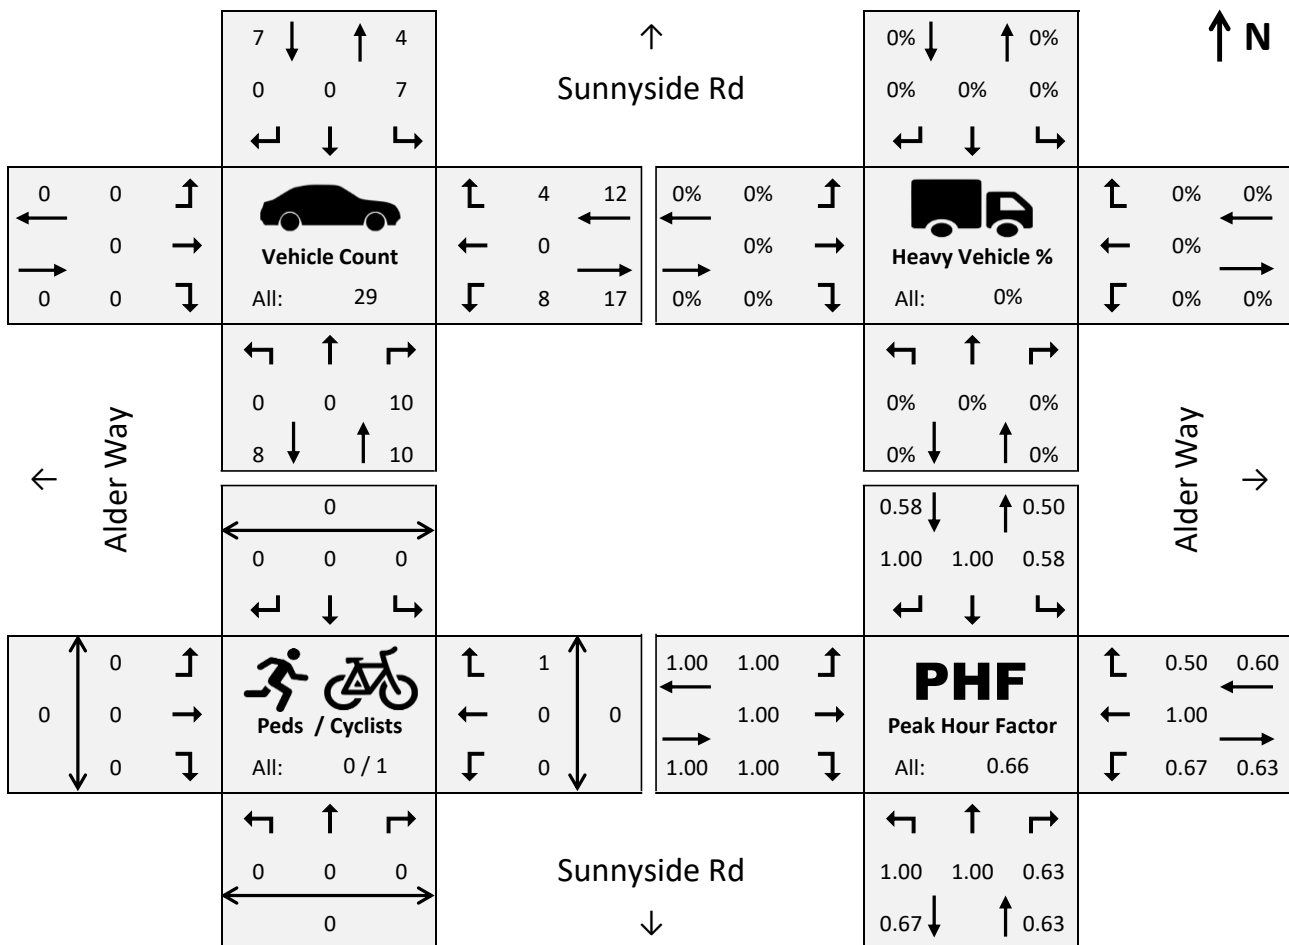 7 4 0% 0% N
0 0 7 Sunnyside Rd 0% 0% 0%
0 0 4 12 0% 0% 0% 0%
0 0 0% 0%
Vehicle Count Heavy Vehicle %
0 0 All: 29 8 17 0% 0% All: 0% 0% 0%
0 0 10 0% 0% 0%
8 10 0% 0%
Alder Way Alder Way
0 0.58 0.50
0 0 0 1.00 1.00 0.58
0 1 1.00 1.00 PHF 0.50 0.60
0 0 0 0 1.00 1.00
Peds / Cyclists Peak Hour Factor
0 All: 0 / 1 0 1.00 1.00 All: 0.66 0.67 0.63
0 0 0 Sunnyside Rd 1.00 1.00 0.63
0 0.67 0.63